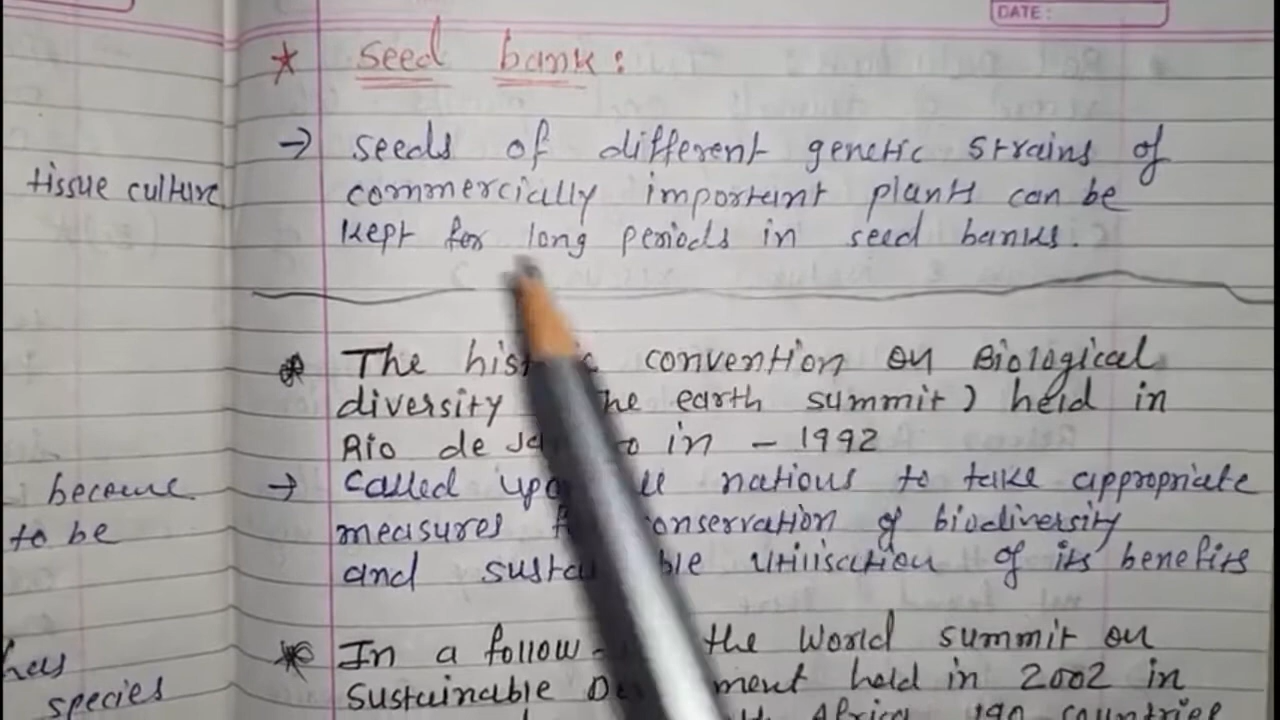 DATE :
* seed bank :
→ seeds of different genetic strains of
tissue culture
commercially important plants can be
kept for long periods in seed banks.
* The convention on Biological
diversity earth summit ) held in
Rio de in - 1992
become
→ called nations to take appropriate
measures of biodiversity
to be
and utilisation of its benefits
* In a follow - the World summit on
species
sustainable held in 2002 in
Africa 190 countries